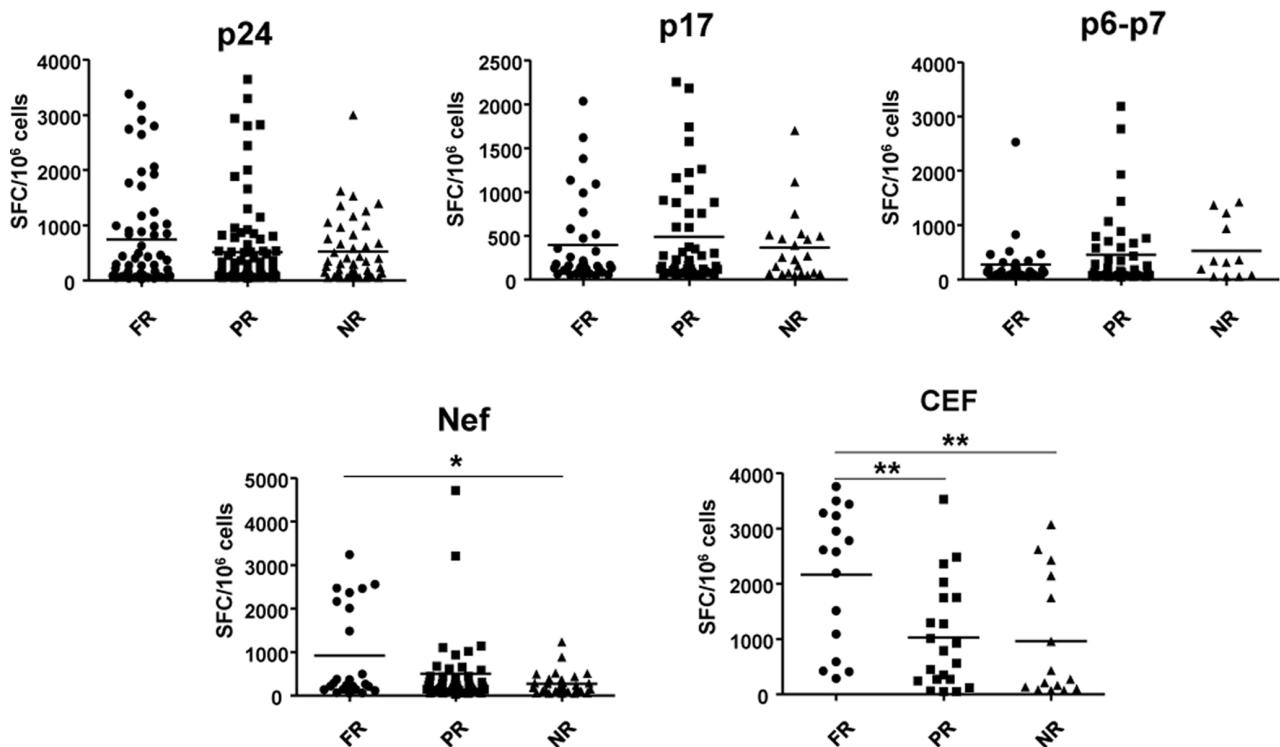 p24
SFC/10⁶ cells
4000
3000
2000
1000
0
FR
PR
NR
p17
SFC/10⁶ cells
2500
2000
1500
1000
500
0
FR
PR
NR
p6-p7
SFC/10⁶ cells
4000
3000
2000
1000
0
FR
PR
NR
Nef
*
SFC/10⁶ cells
5000
4000
3000
2000
1000
0
FR
PR
NR
CEF
**
**
SFC/10⁶ cells
4000
3000
2000
1000
0
FR
PR
NR